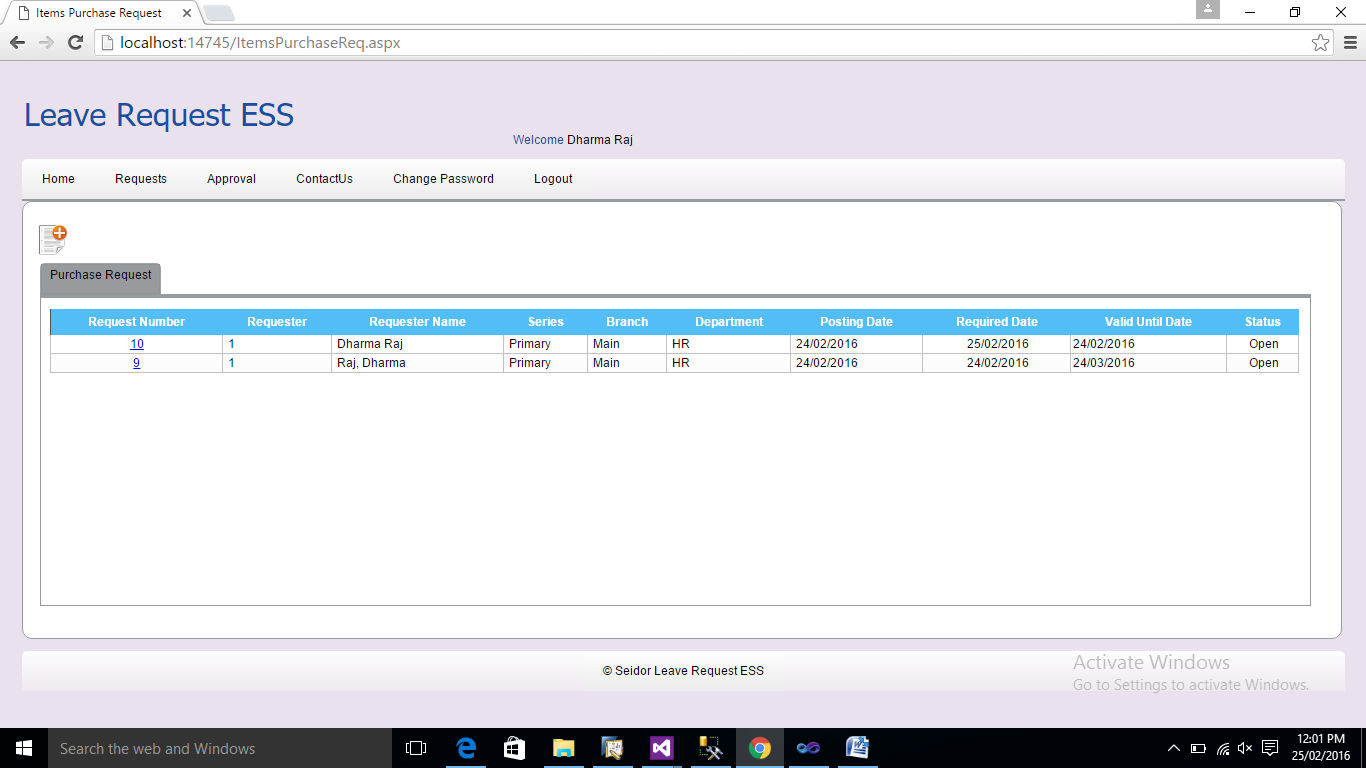 Items Purchase Request
localhost:14745/ItemsPurchaseReq.aspx
Leave Request ESS
Welcome Dharma Raj
Home Requests Approval ContactUs Change Password Logout
Purchase Request
Request Number Requester Requester Name Series Branch Department Posting Date Required Date Valid Until Date Status
10 1 Dharma Raj Primary Main HR 24/02/2016 25/02/2016 24/02/2016 Open
9 1 Raj, Dharma Primary Main HR 24/02/2016 24/02/2016 24/03/2016 Open
© Seidor Leave Request ESS
Activate Windows
Go to Settings to activate Windows.
Search the web and Windows
12:01 PM
25/02/2016